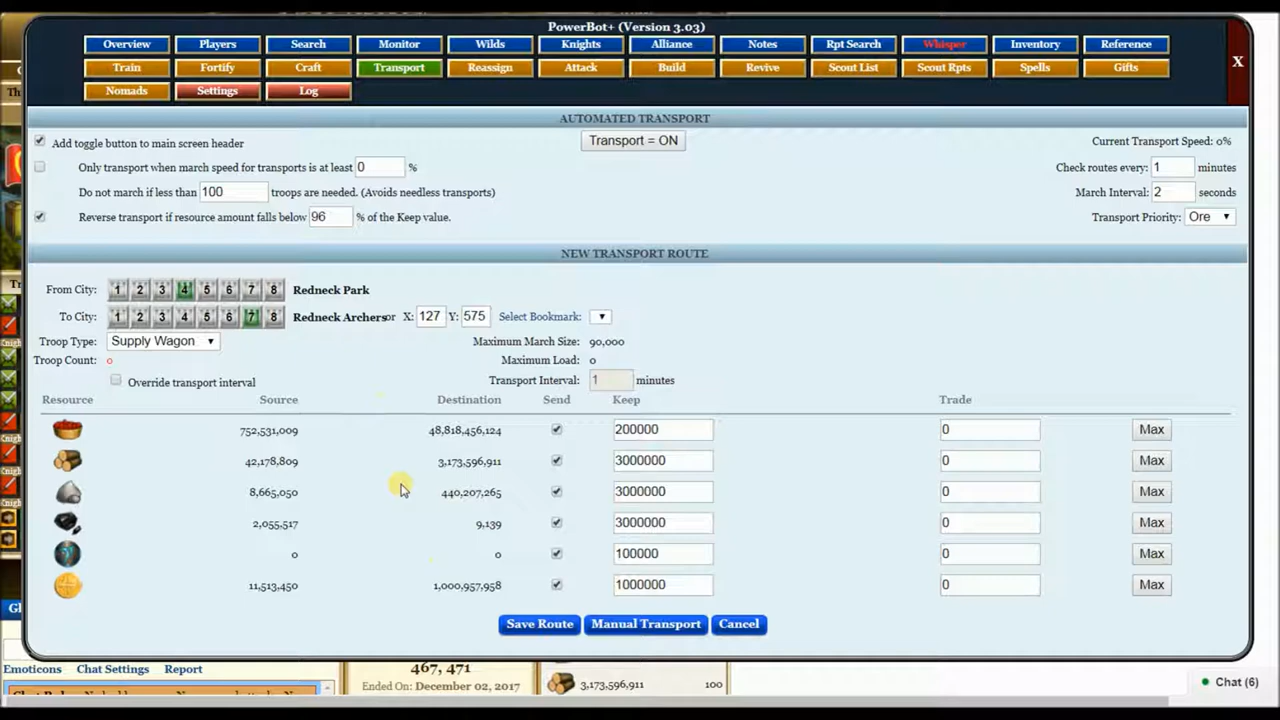 PowerBot+ (Version 3.03)
Overview Players Search Monitor Wilds Knights Alliance Notes Rpt Search Whisper Inventory Reference
Train Fortify Craft Transport Reassign Attack Build Revive Scout List Scout Rpts Spells Gifts
Nomads Settings Log
X
AUTOMATED TRANSPORT
Add toggle button to main screen header Transport = ON Current Transport Speed: 0%
Only transport when march speed for transports is at least 0 % Check routes every: 1 minutes
Do not march if less than 100 troops are needed. (Avoids needless transports) March Interval: 2 seconds
Reverse transport if resource amount falls below 96 % of the Keep value. Transport Priority: Ore
NEW TRANSPORT ROUTE
From City: 1 2 3 4 5 6 7 8 Redneck Park
To City: 1 2 3 4 5 6 7 8 Redneck Archers or X: 127 Y: 575 Select Bookmark:
Troop Type: Supply Wagon Maximum March Size: 90,000
Troop Count: 0 Maximum Load: 0
Override transport interval Transport Interval: 1 minutes
Resource Source Destination Send Keep Trade
752,531,009 48,818,456,124 200000 0 Max
42,178,809 3,173,596,911 3000000 0 Max
8,665,050 440,207,265 3000000 0 Max
2,055,517 9,139 3000000 0 Max
0 0 100000 0 Max
11,513,450 1,000,957,958 1000000 0 Max
Save Route Manual Transport Cancel
Emoticons Chat Settings Report
467, 471
Ended On: December 02, 2017
3,173,596,911 100
Chat (6)